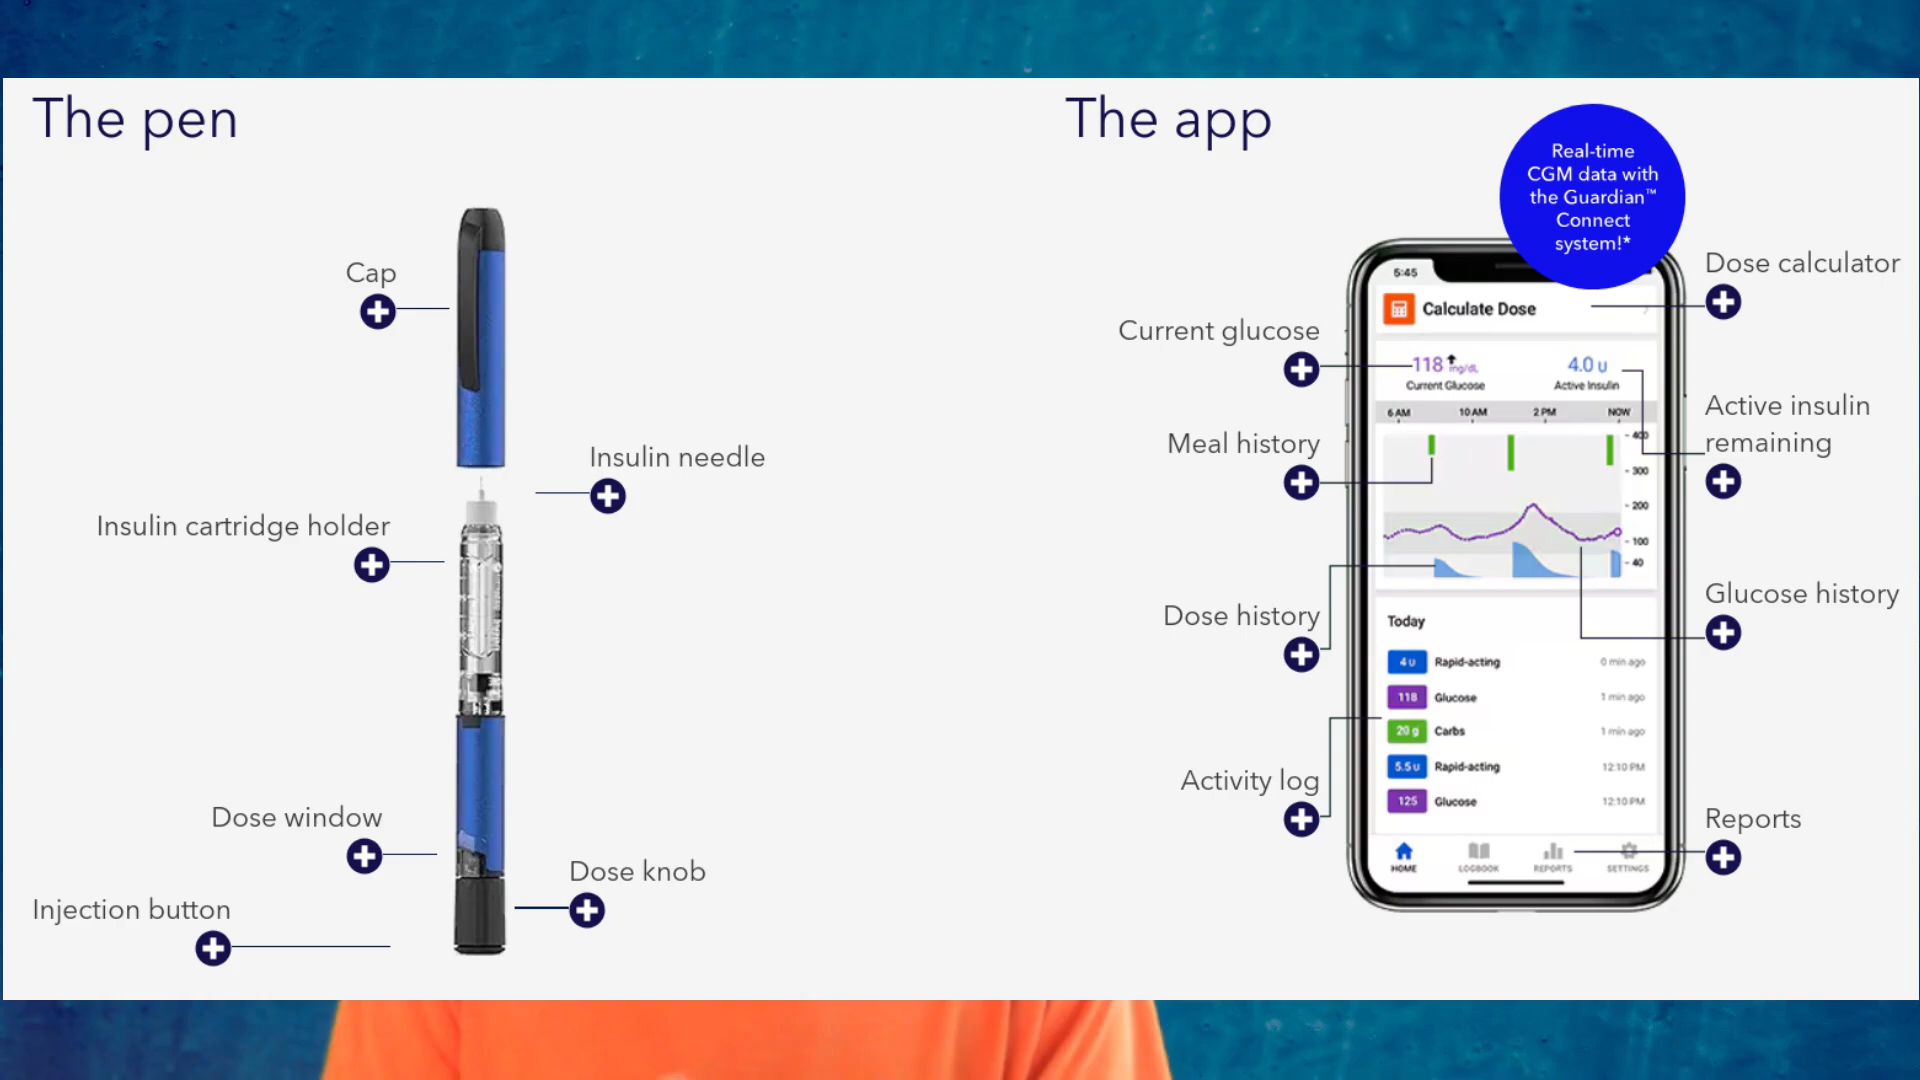 The pen
Cap
Insulin needle
Insulin cartridge holder
Dose window
Dose knob
Injection button
The app
Real-time
CGM data with
the Guardian™
Connect
system!*
Dose calculator
Current glucose
Active insulin
remaining
Meal history
Glucose history
Dose history
Activity log
Reports
5:45
Calculate Dose
118 mg/dL
Current Glucose
4.0 U
Active Insulin
6 AM 10 AM 2 PM NOW
400
300
200
100
40
Today
4 U Rapid-acting 0 min ago
118 Glucose 1 min ago
20 g Carbs 1 min ago
5.5 U Rapid-acting 12:10 PM
125 Glucose 12:10 PM
HOME LOGBOOK REPORTS SETTINGS